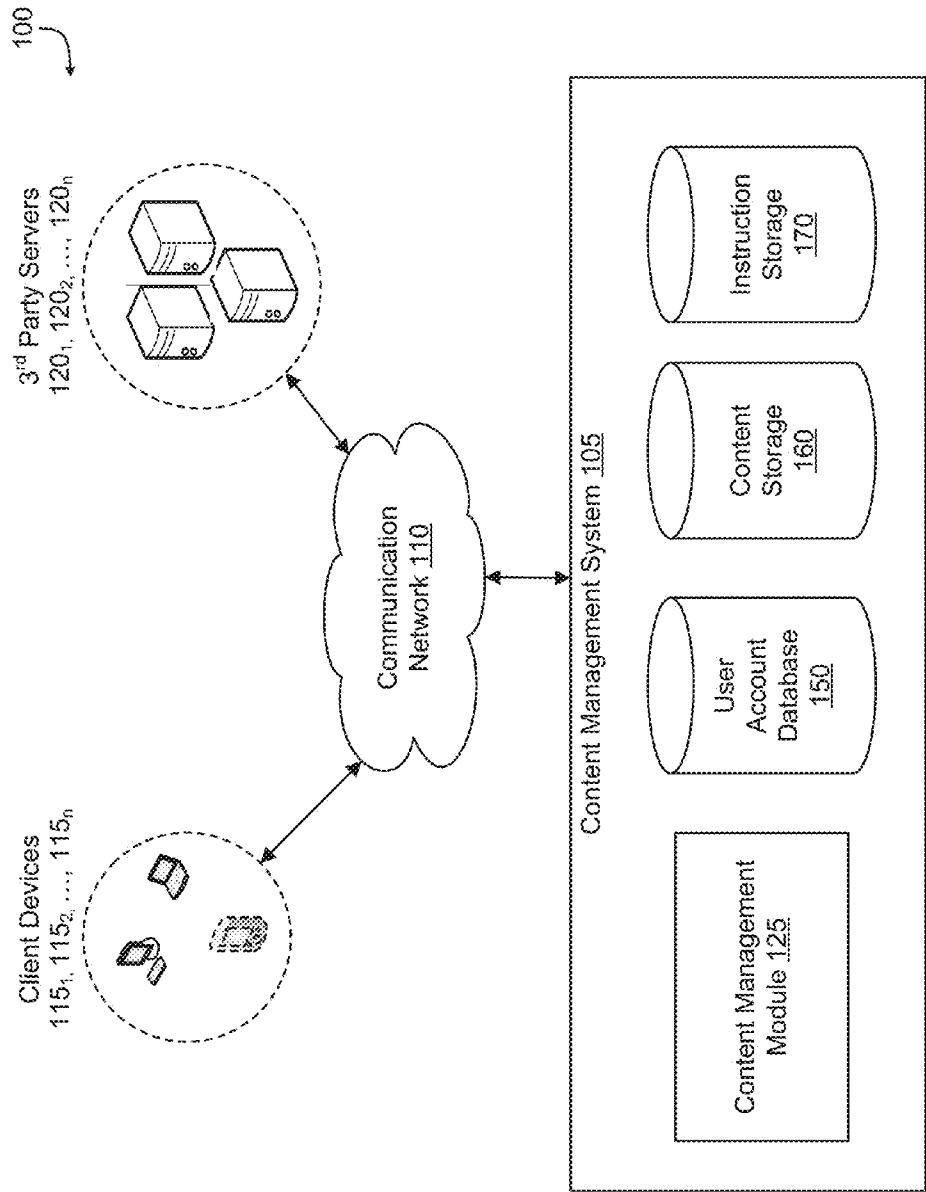 100
Client Devices
115₁, 115₂, ..., 115ₙ
3ʳᵈ Party Servers
120₁, 120₂, ..., 120ₙ
Communication
Network 110
Content Management System 105
Content Management
Module 125
User
Account
Database
150
Content
Storage
160
Instruction
Storage
170